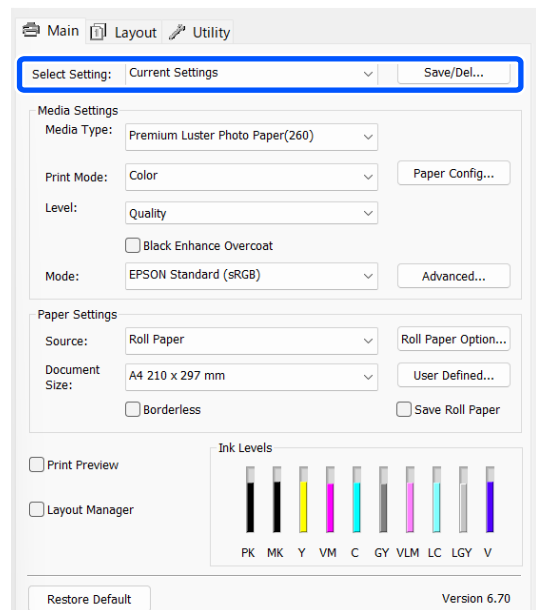 Main Layout Utility
Select Setting: Current Settings Save/Del...
Media Settings
Media Type: Premium Luster Photo Paper(260)
Print Mode: Color Paper Config...
Level: Quality
Black Enhance Overcoat
Mode: EPSON Standard (sRGB) Advanced...
Paper Settings
Source: Roll Paper Roll Paper Option...
Document
Size: A4 210 x 297 mm User Defined...
Borderless Save Roll Paper
Ink Levels
Print Preview
Layout Manager
PK MK Y VM C GY VLM LC LGY V
Restore Default Version 6.70